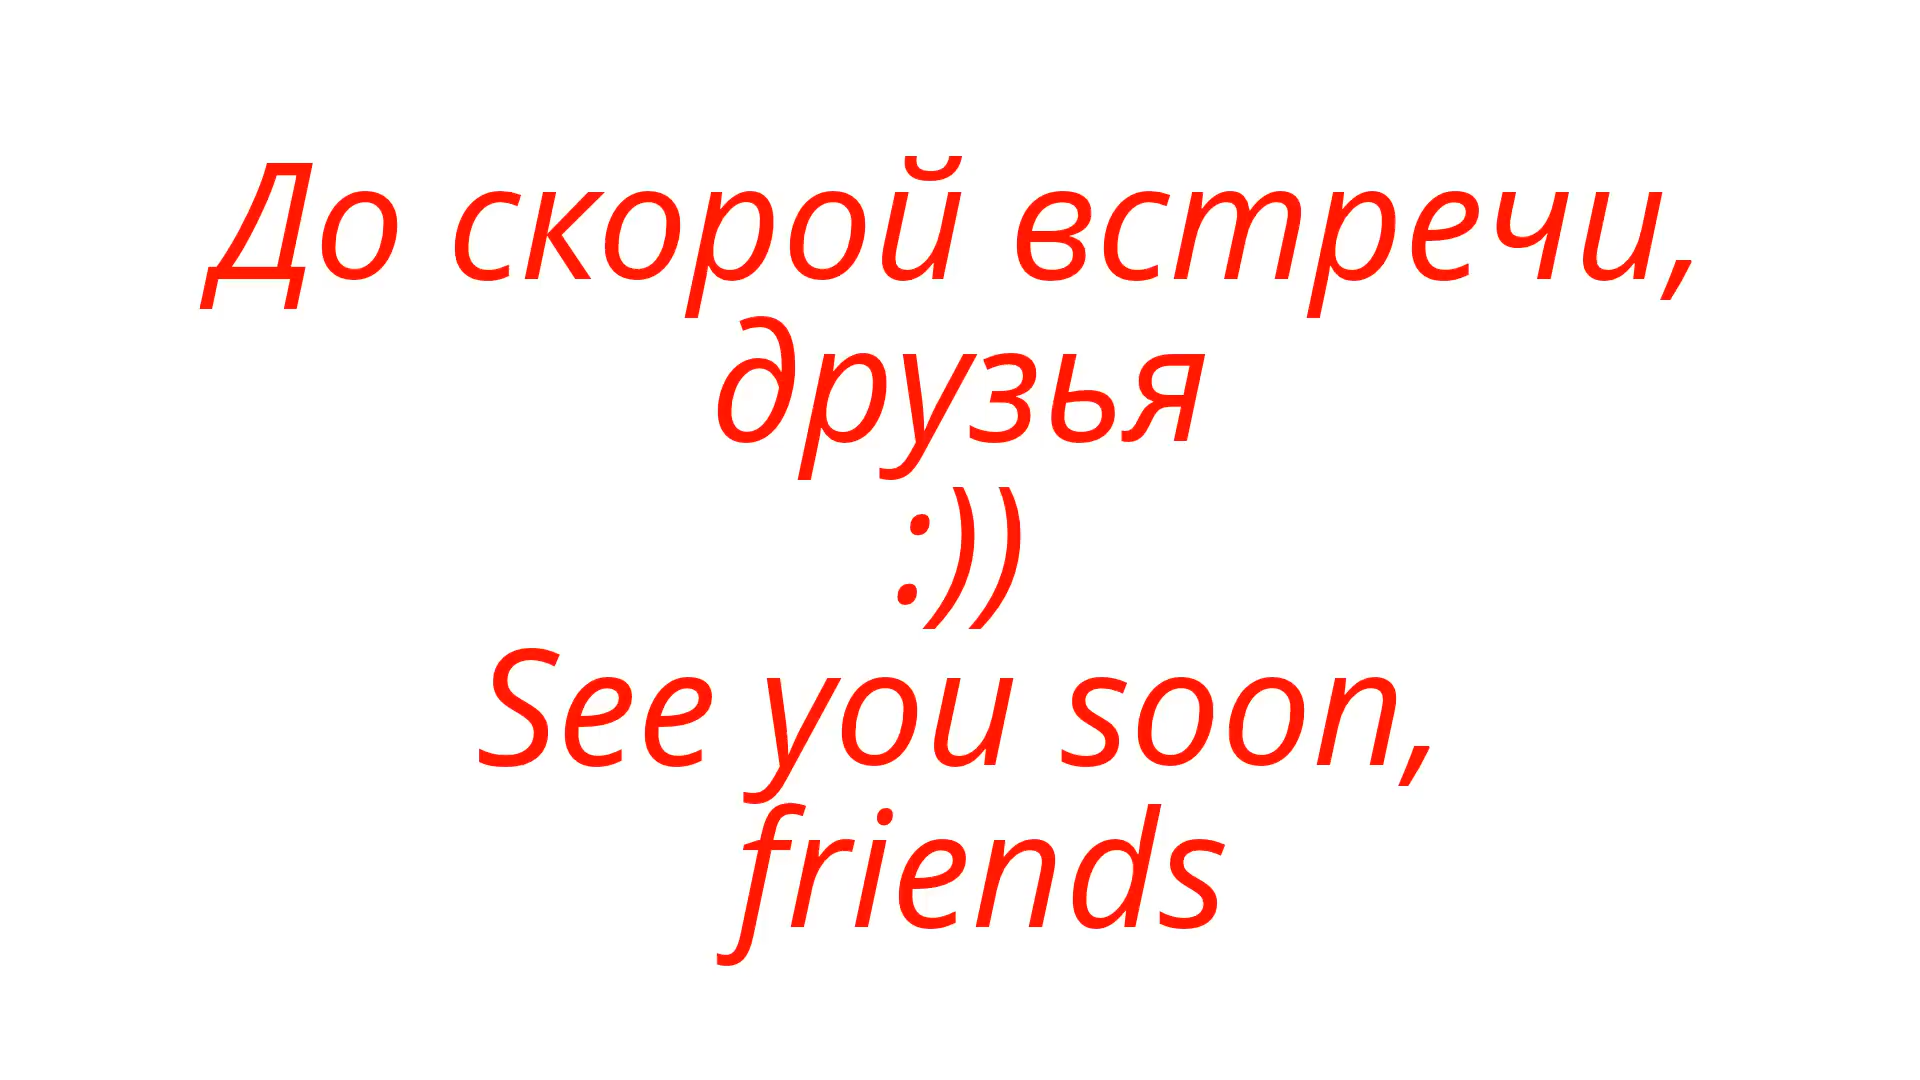 До скорой встречи,
друзья
:))
See you soon,
friends